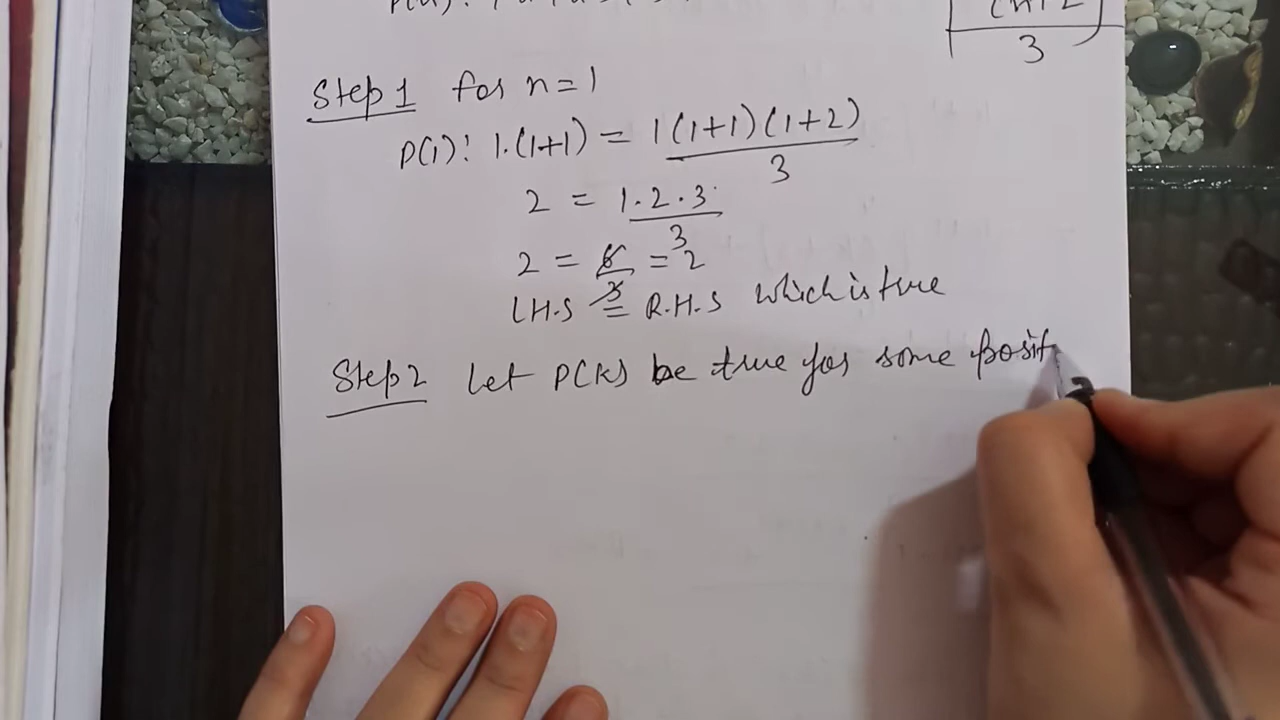 3
Step 1 for n=1
P(1): 1.(1+1) = 1(1+1)(1+2)
3
2 = 1.2.3
3
2 = 6/3 = 2
L.H.S = R.H.S which is true
Step 2 Let P(K) be true for some posit